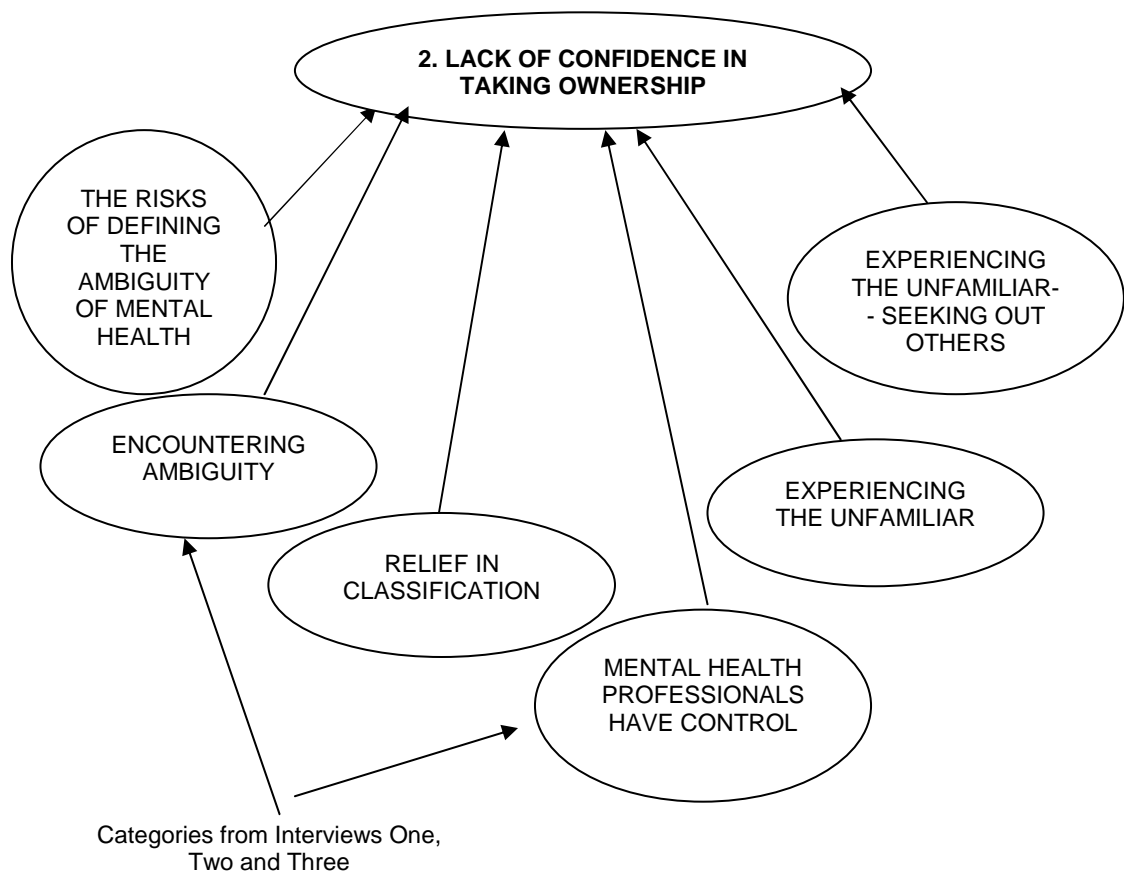 2. LACK OF CONFIDENCE IN
TAKING OWNERSHIP
THE RISKS
OF DEFINING
THE
AMBIGUITY
OF MENTAL
HEALTH
EXPERIENCING
THE UNFAMILIAR-
- SEEKING OUT
OTHERS
ENCOUNTERING
AMBIGUITY
EXPERIENCING
THE UNFAMILIAR
RELIEF IN
CLASSIFICATION
MENTAL HEALTH
PROFESSIONALS
HAVE CONTROL
Categories from Interviews One,
Two and Three